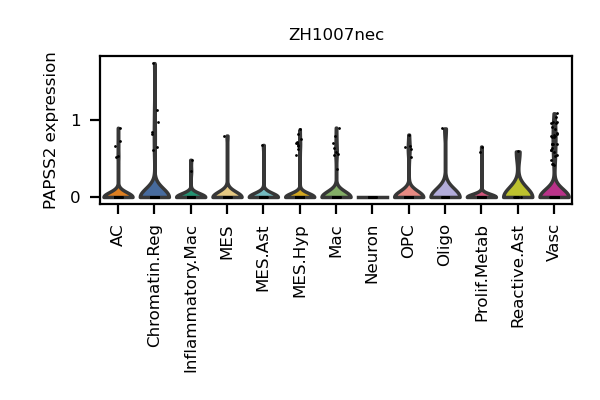 ZH1007nec
PAPSS2 expression
1
0
AC
Chromatin.Reg
Inflammatory.Mac
MES
MES.Ast
MES.Hyp
Mac
Neuron
OPC
Oligo
Prolif.Metab
Reactive.Ast
Vasc